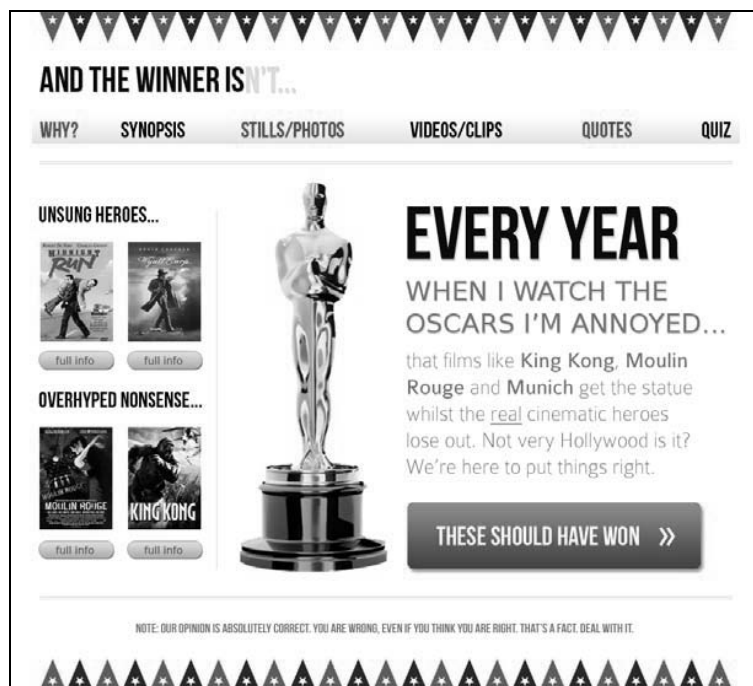 AND THE WINNER ISN'T...
WHY? SYNOPSIS STILLS/PHOTOS VIDEOS/CLIPS QUOTES QUIZ
UNSUNG HEROES...
MIDNIGHT
RUN
Wyatt Earp
full info full info
OVERHYPED NONSENSE...
MOULIN ROUGE
KING KONG
full info full info
EVERY YEAR
WHEN I WATCH THE
OSCARS I'M ANNOYED...
that films like King Kong, Moulin
Rouge and Munich get the statue
whilst the real cinematic heroes
lose out. Not very Hollywood is it?
We're here to put things right.
THESE SHOULD HAVE WON »
NOTE: OUR OPINION IS ABSOLUTELY CORRECT. YOU ARE WRONG, EVEN IF YOU THINK YOU ARE RIGHT. THAT'S A FACT. DEAL WITH IT.